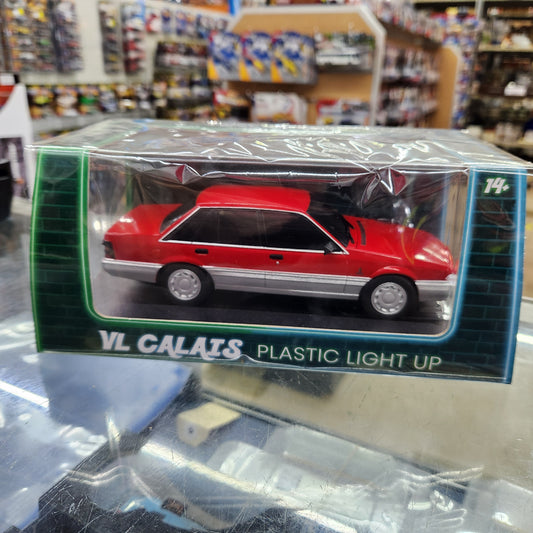 14+
VL CALAIS PLASTIC LIGHT UP